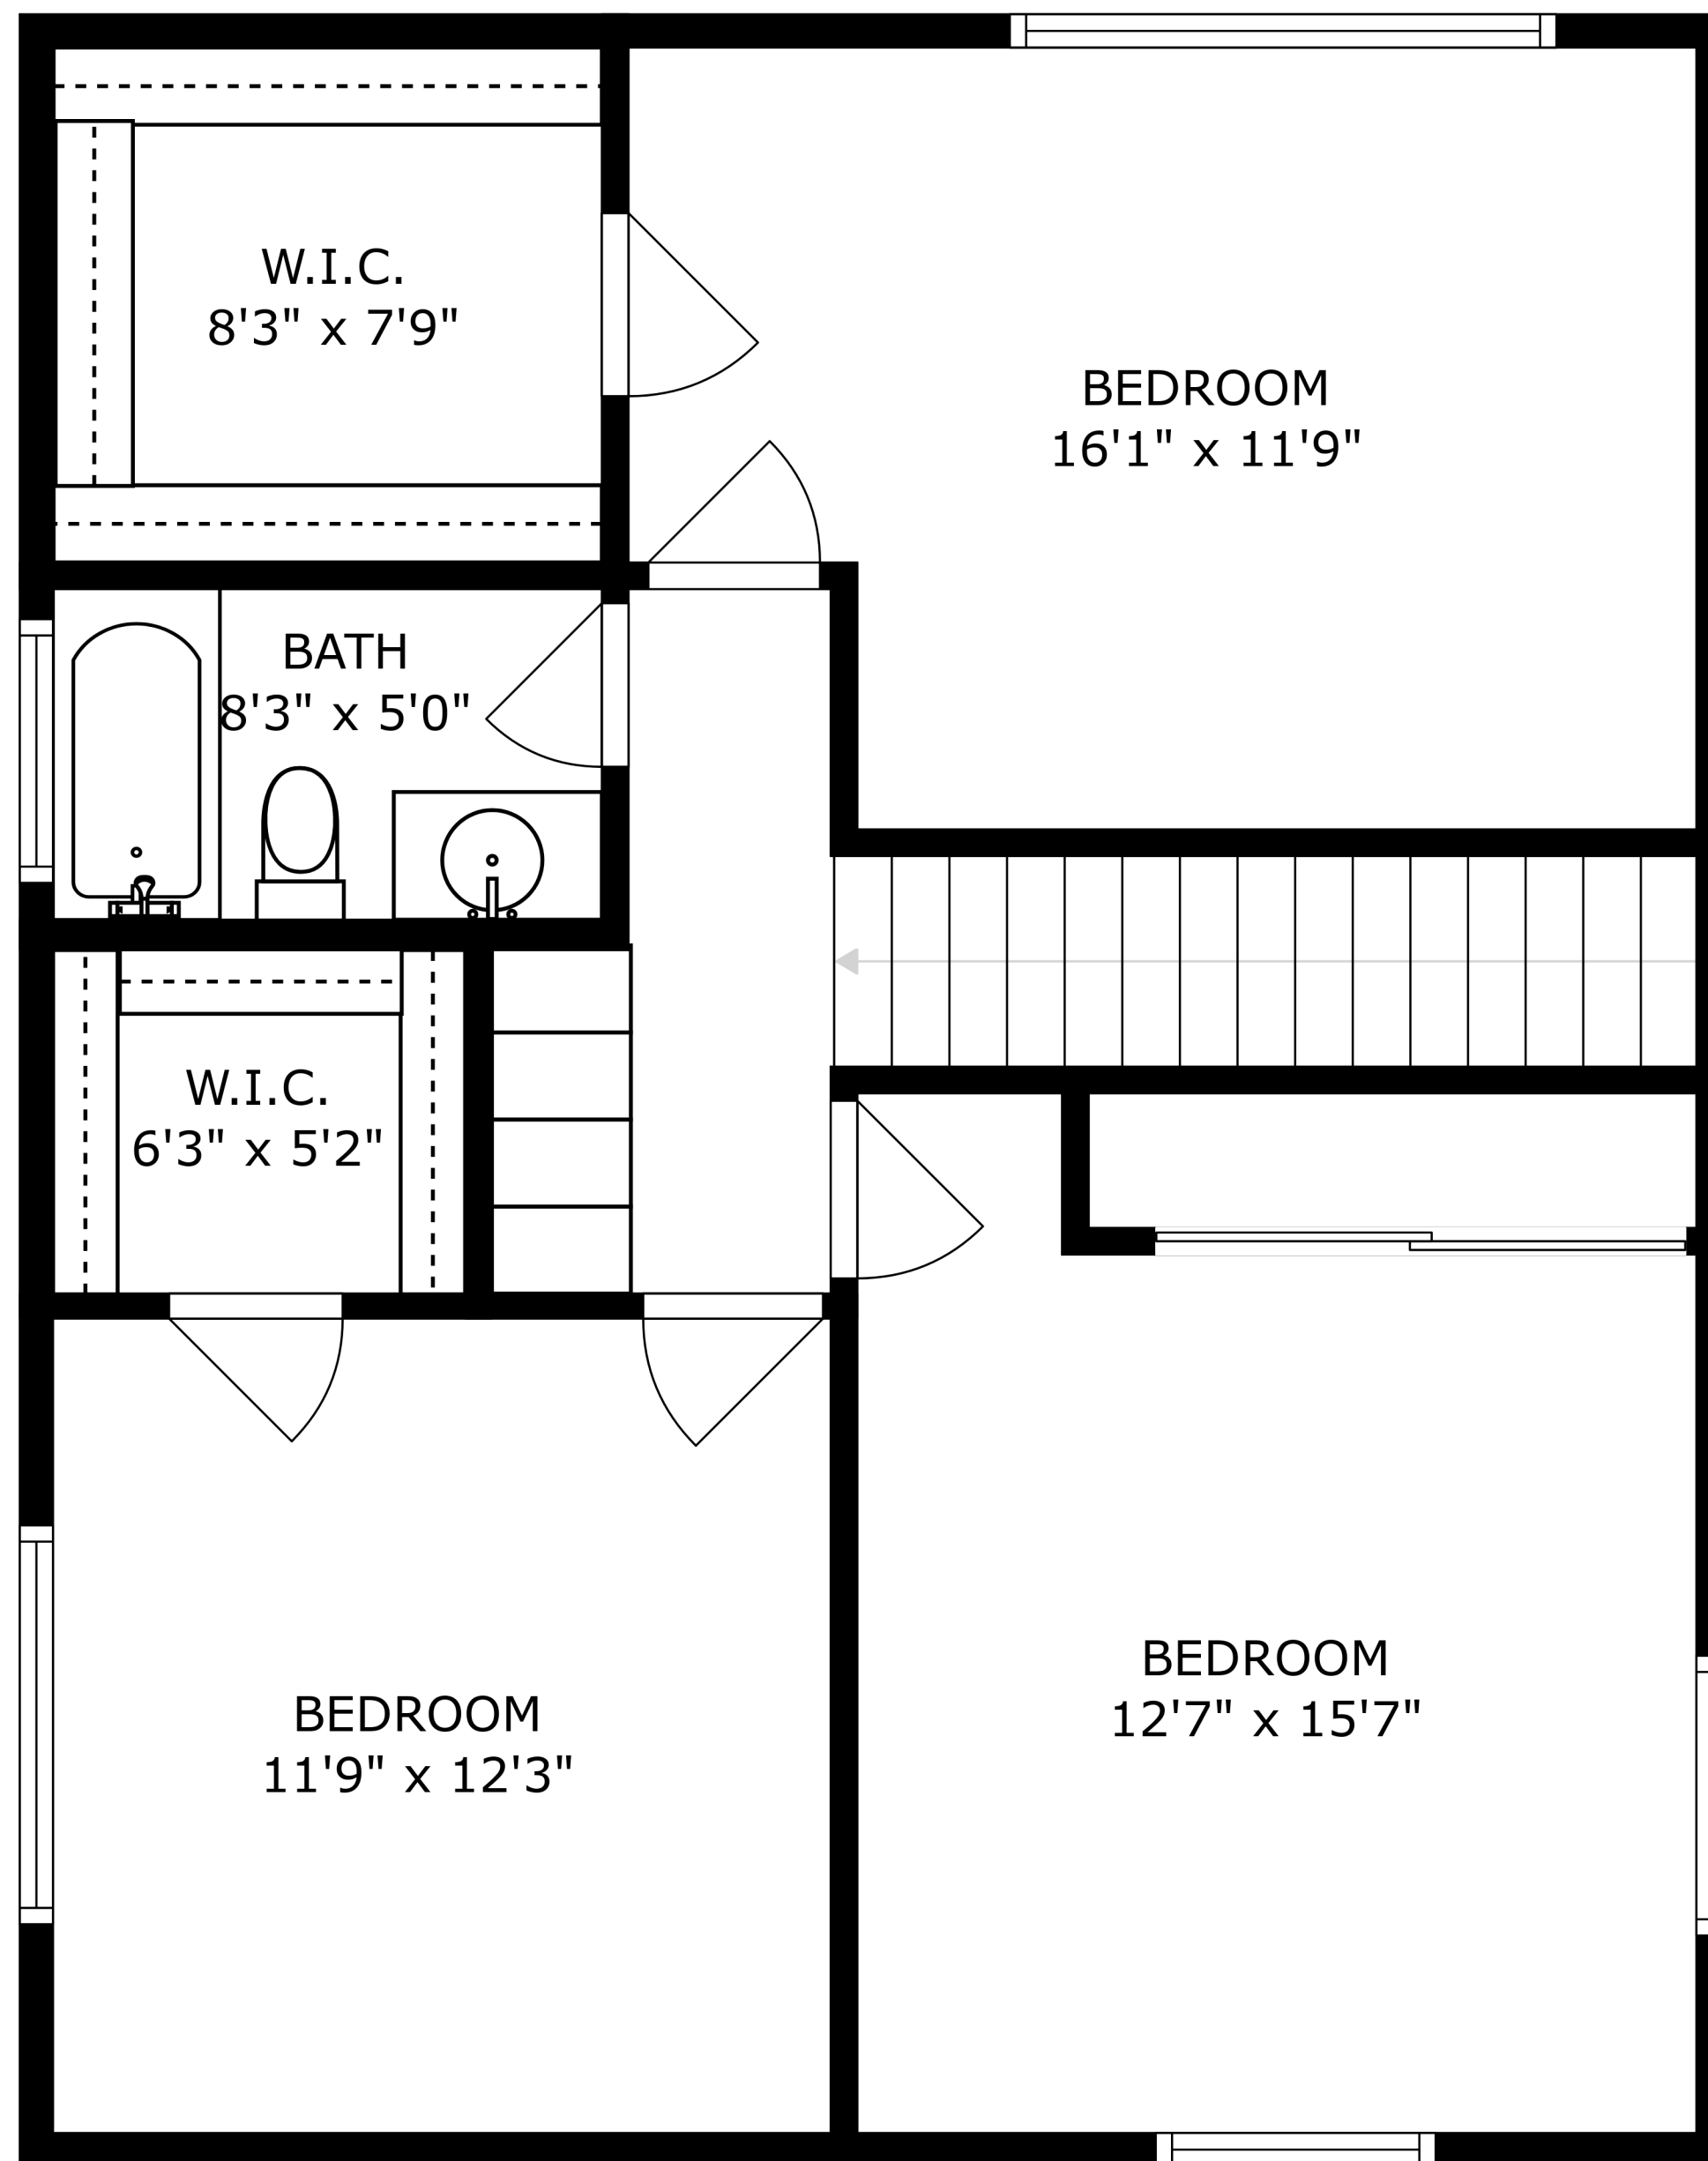 W.I.C.
8'3" x 7'9"
BEDROOM
16'1" x 11'9"
BATH
8'3" x 5'0"
W.I.C.
6'3" x 5'2"
BEDROOM
12'7" x 15'7"
BEDROOM
11'9" x 12'3"